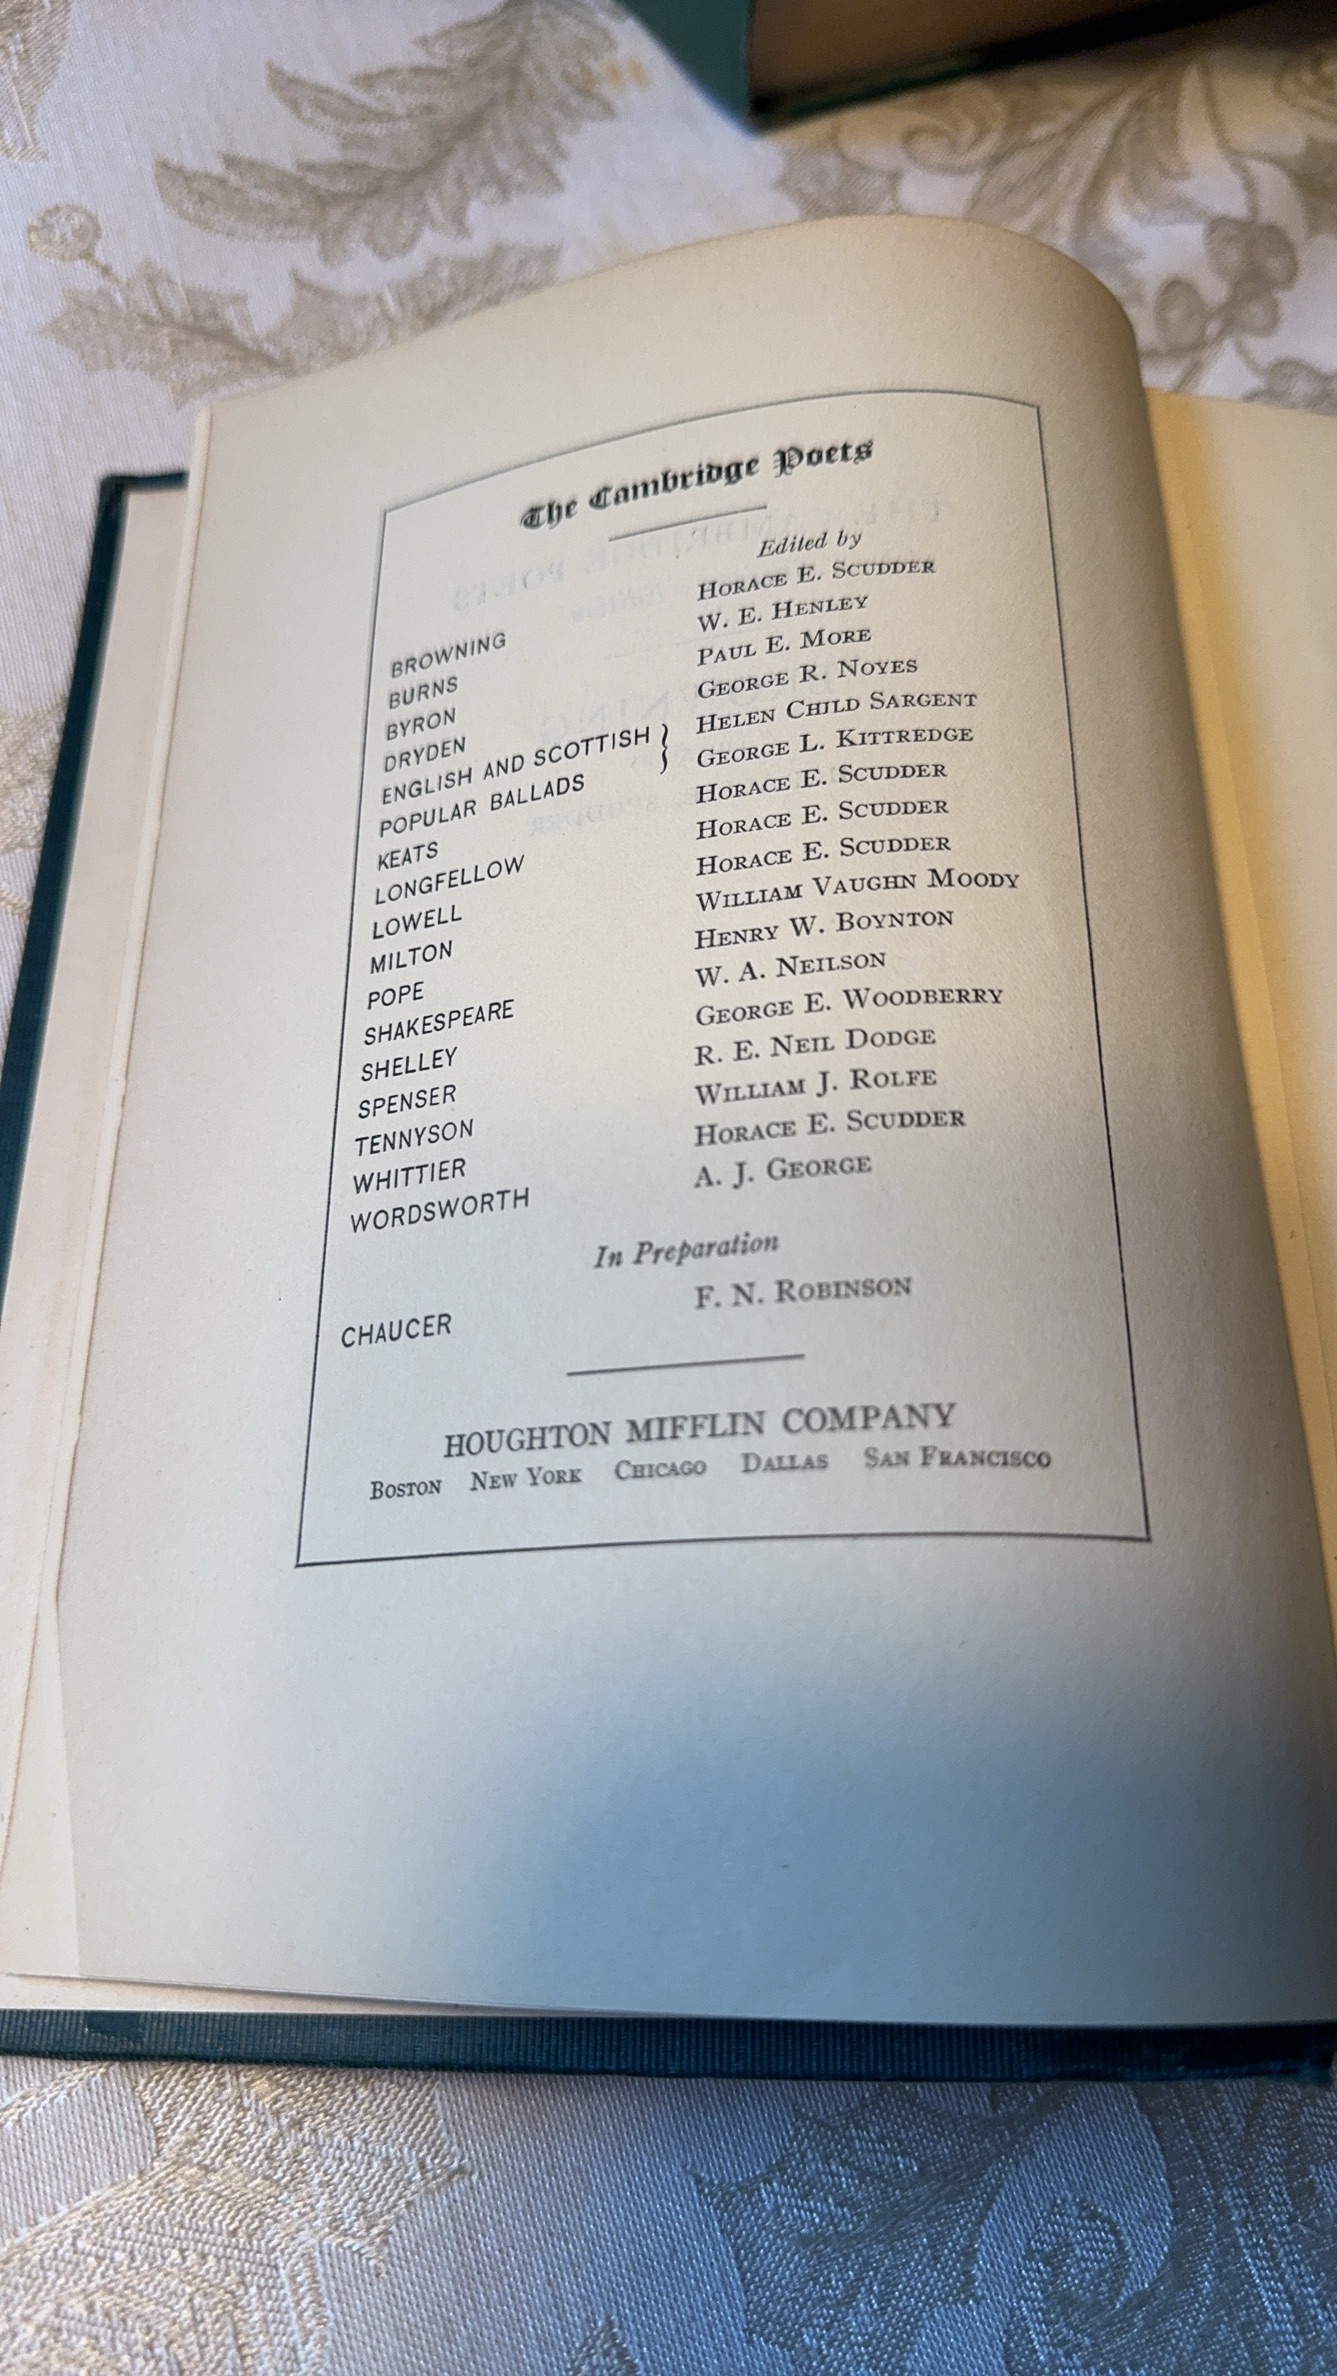 The Cambridge Poets
Edited by
BROWNING HORACE E. SCUDDER
BURNS W. E. HENLEY
BYRON PAUL E. MORE
DRYDEN GEORGE R. NOYES
ENGLISH AND SCOTTISH } HELEN CHILD SARGENT
POPULAR BALLADS } GEORGE L. KITTREDGE
KEATS HORACE E. SCUDDER
LONGFELLOW HORACE E. SCUDDER
LOWELL HORACE E. SCUDDER
MILTON WILLIAM VAUGHN MOODY
POPE HENRY W. BOYNTON
SHAKESPEARE W. A. NEILSON
SHELLEY GEORGE E. WOODBERRY
SPENSER R. E. NEIL DODGE
TENNYSON WILLIAM J. ROLFE
WHITTIER HORACE E. SCUDDER
WORDSWORTH A. J. GEORGE
In Preparation
CHAUCER F. N. ROBINSON
HOUGHTON MIFFLIN COMPANY
BOSTON NEW YORK CHICAGO DALLAS SAN FRANCISCO